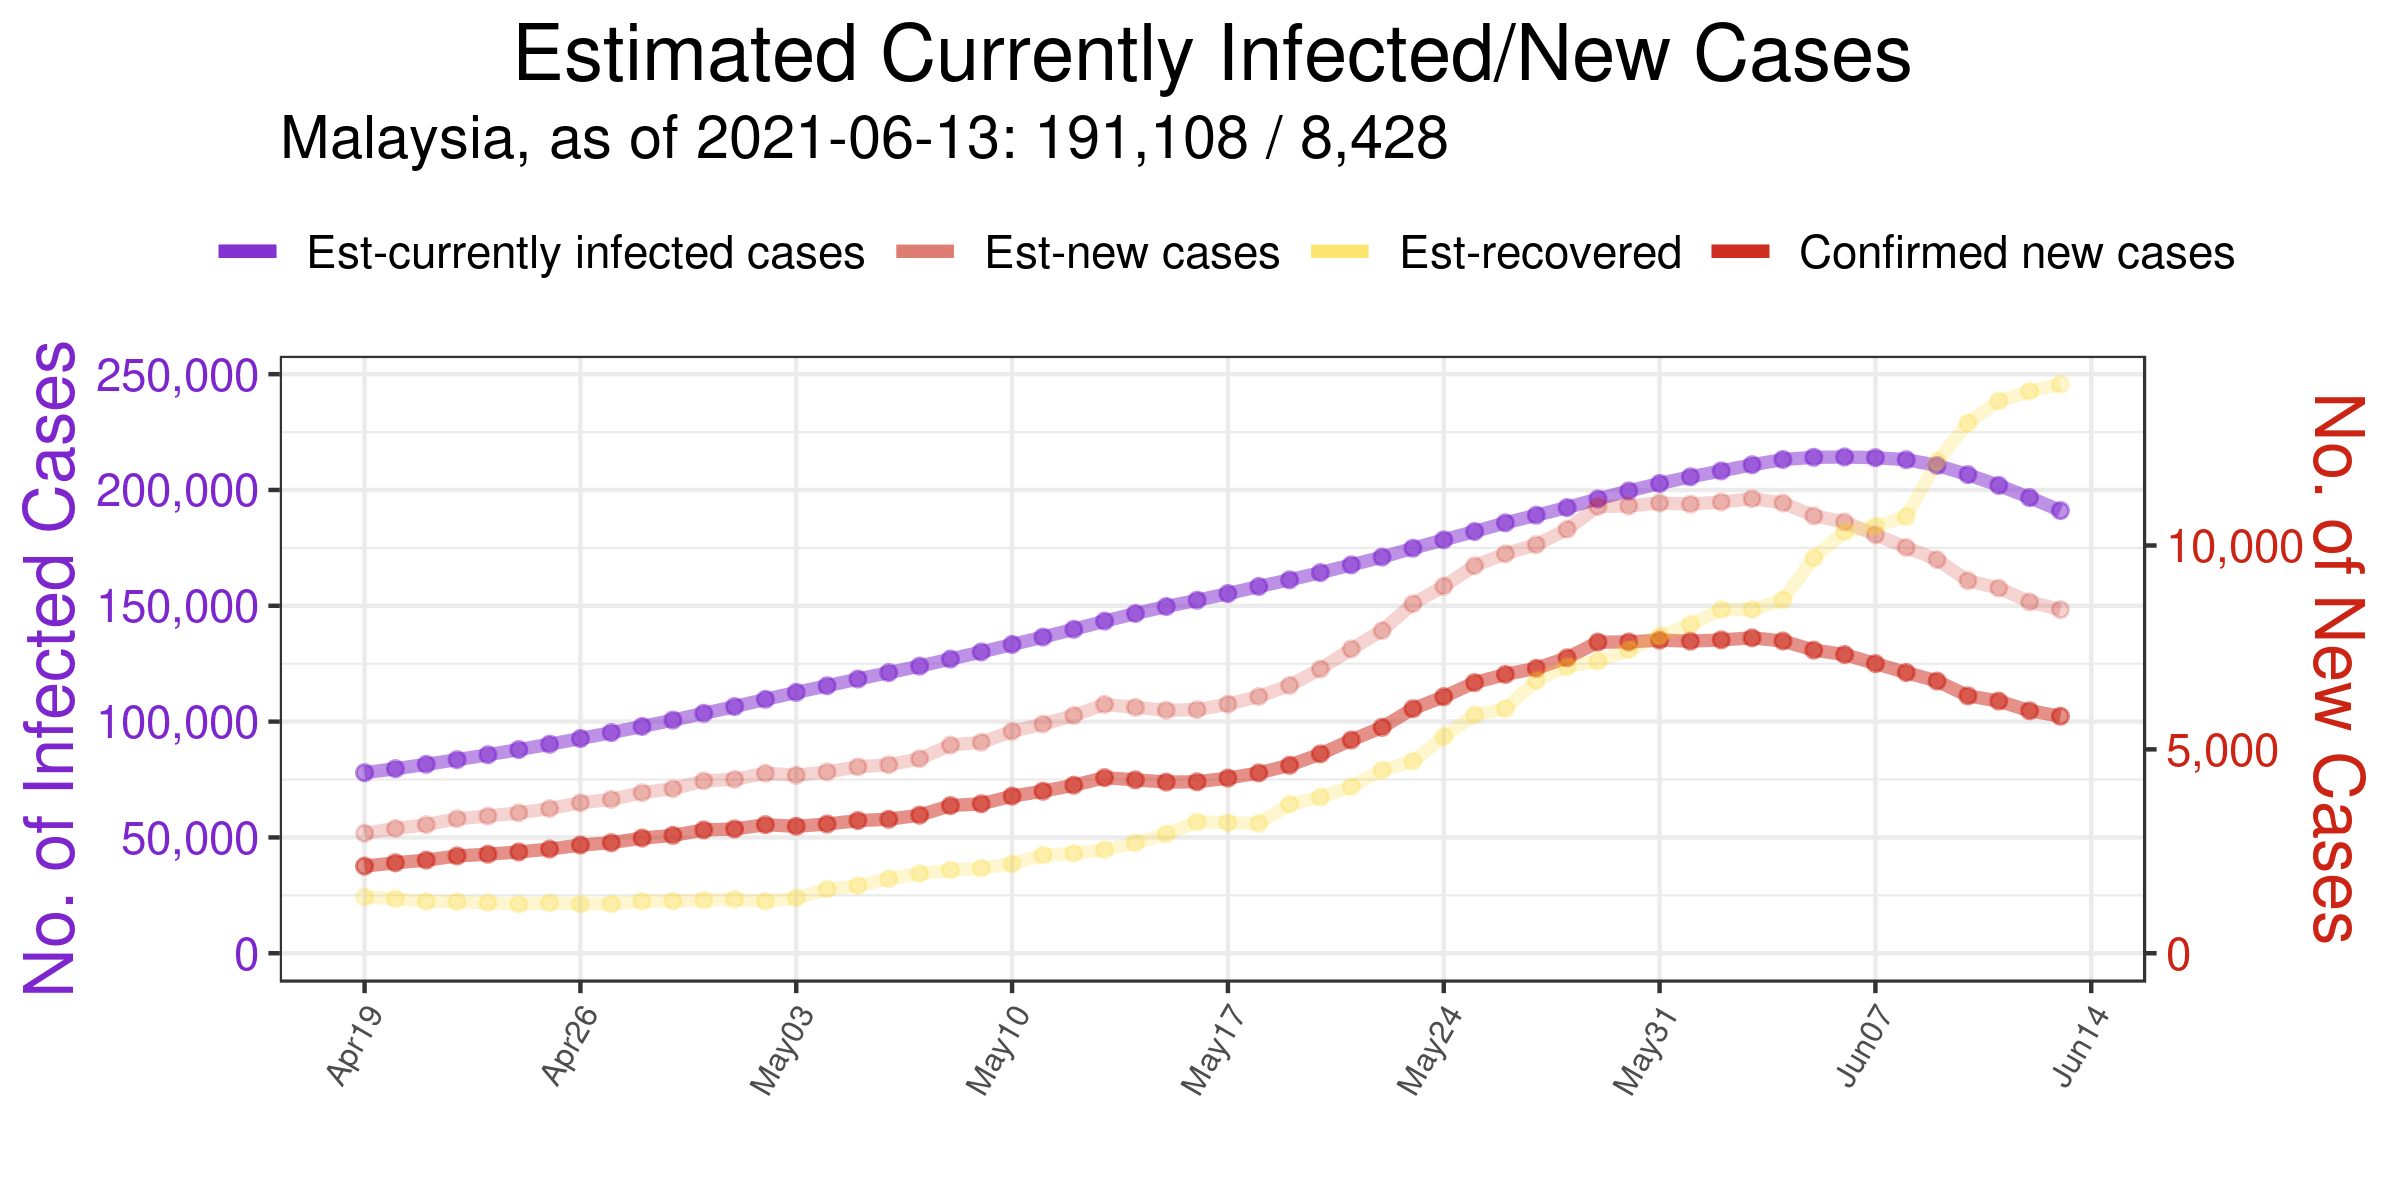 Estimated Currently Infected/New Cases
Malaysia, as of 2021-06-13: 191,108 / 8,428
Est-currently infected cases Est-new cases Est-recovered Confirmed new cases
No. of Infected Cases
250,000
200,000
150,000
100,000
50,000
0
10,000
5,000
0
No. of New Cases
Apr19 Apr26 May03 May10 May17 May24 May31 Jun07 Jun14